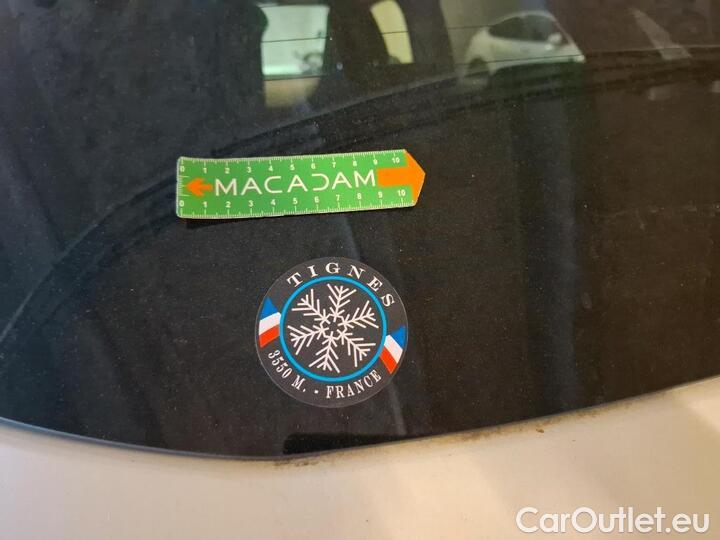 0 1 2 3 4 5 6 7 8 9 10
MACADAM
0 1 2 3 4 5 6 7 8 9 10
TIGNES
3550 M. - FRANCE
CarOutlet.eu